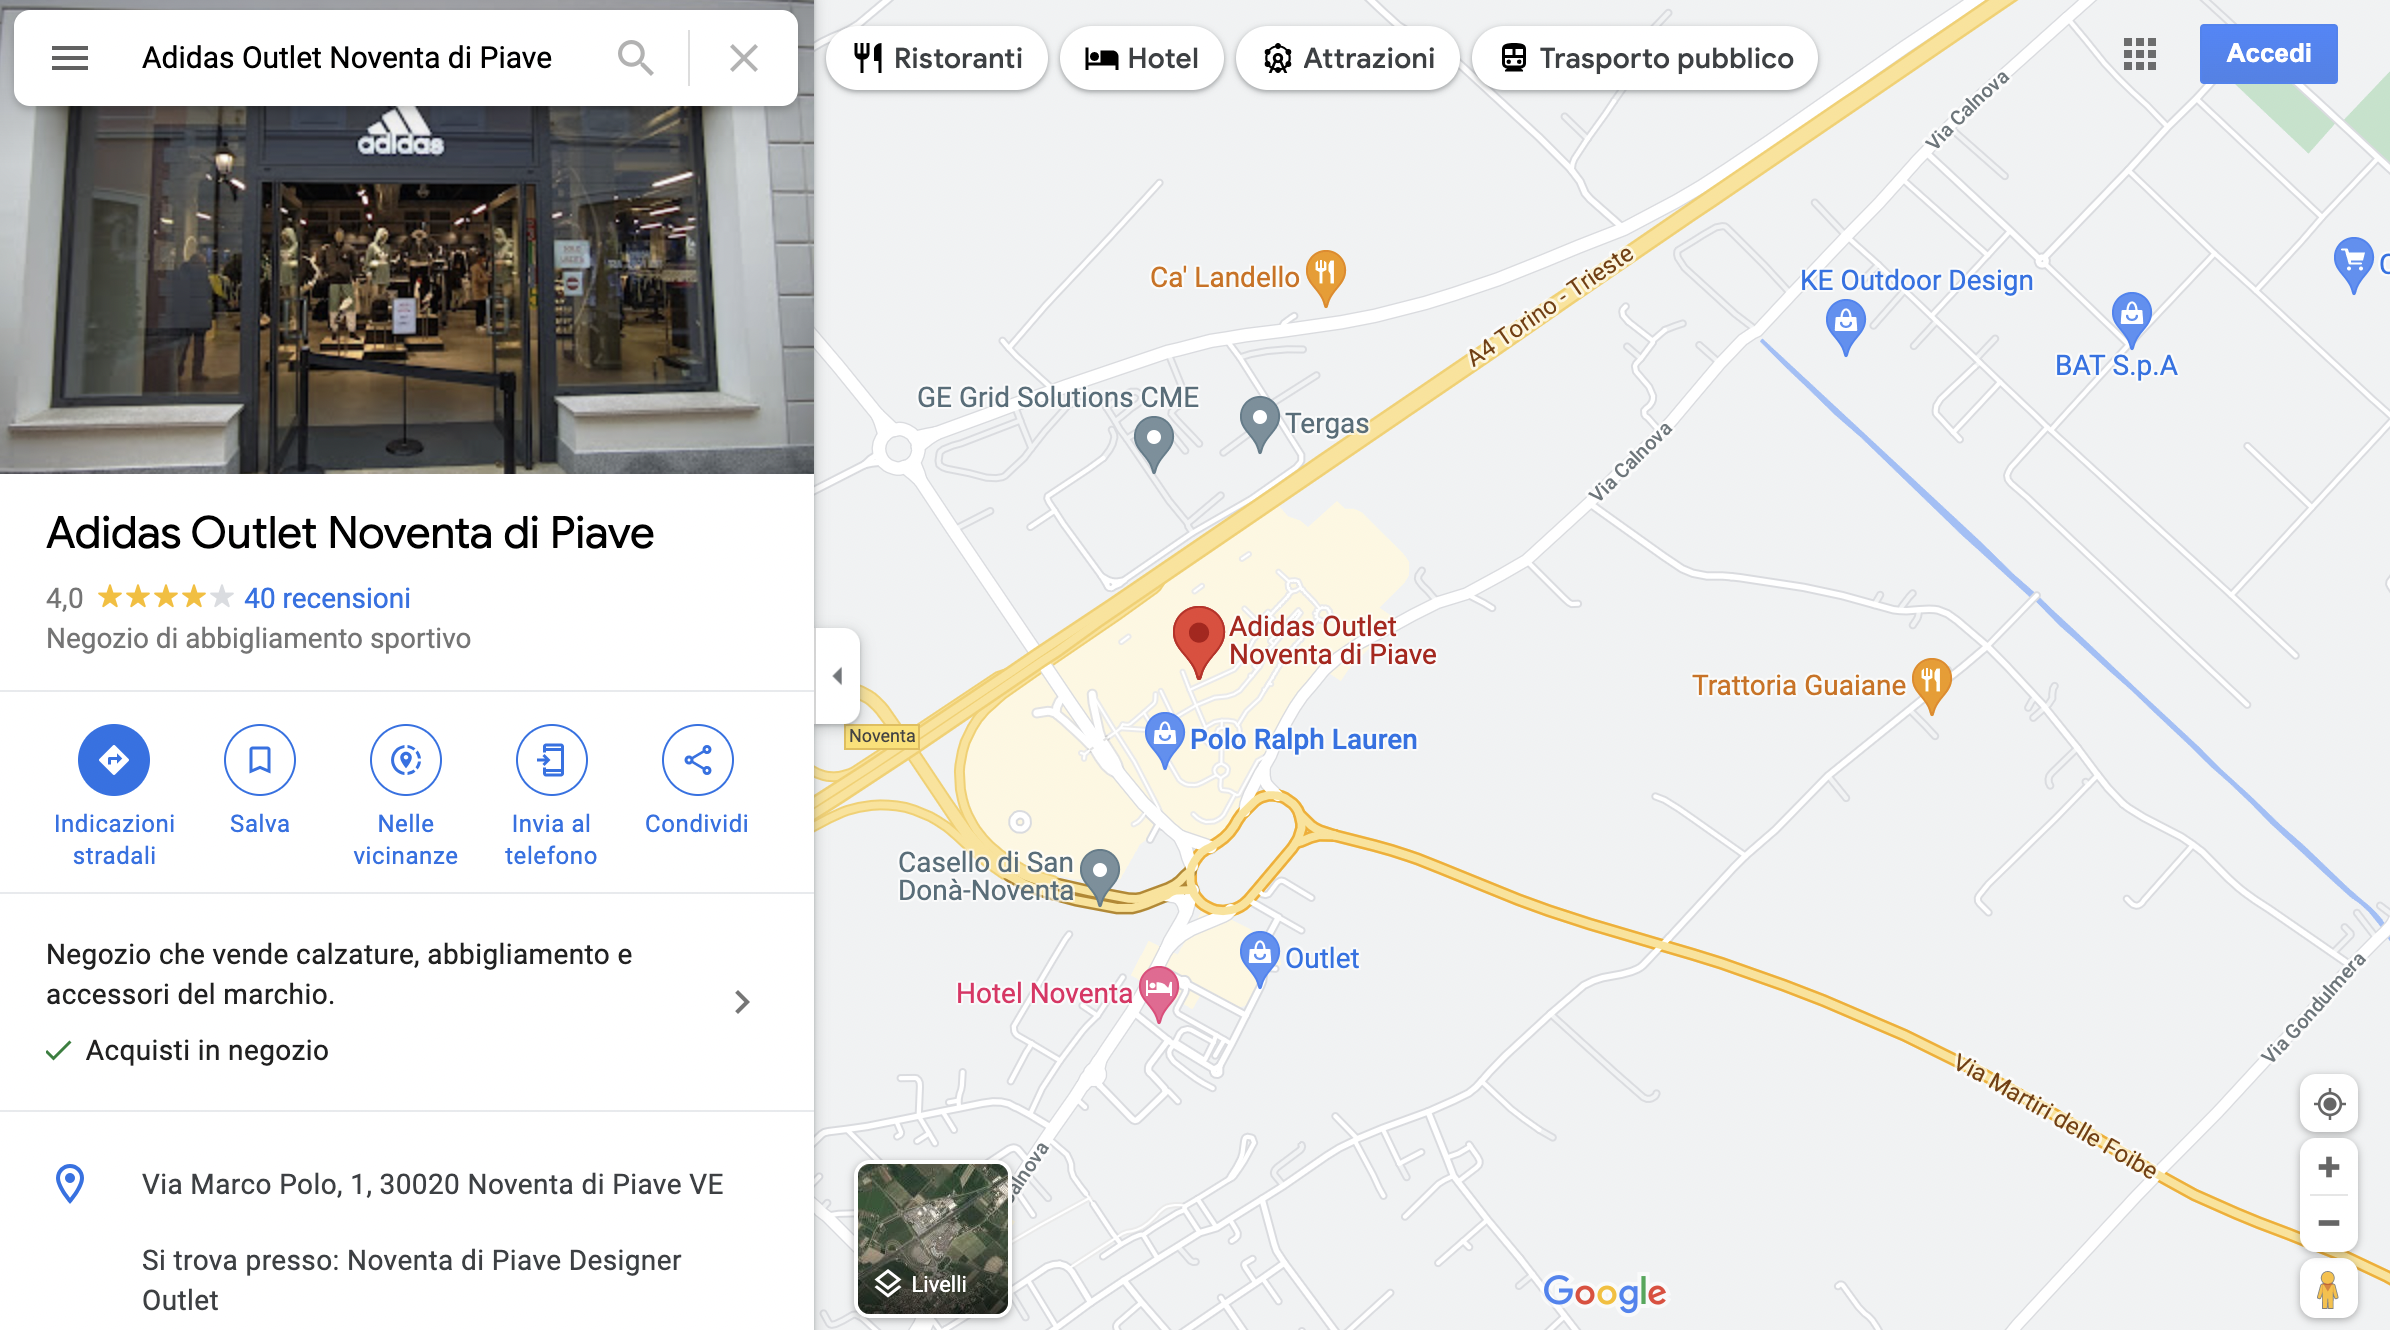 Adidas Outlet Noventa di Piave
adidas
Adidas Outlet Noventa di Piave
4,0
40 recensioni
Negozio di abbigliamento sportivo
Indicazioni
stradali
Salva
Nelle
vicinanze
Invia al
telefono
Condividi
Negozio che vende calzature, abbigliamento e
accessori del marchio.
Acquisti in negozio
Via Marco Polo, 1, 30020 Noventa di Piave VE
Si trova presso: Noventa di Piave Designer
Outlet
Ristoranti
Hotel
Attrazioni
Trasporto pubblico
Accedi
Via Calnova
Ca' Landello
A4 Torino - Trieste
KE Outdoor Design
BAT S.p.A
GE Grid Solutions CME
Tergas
Via Calnova
Adidas Outlet
Noventa di Piave
Trattoria Guaiane
Noventa
Polo Ralph Lauren
Casello di San
Donà-Noventa
Outlet
Hotel Noventa
Via Gondulmera
Via Martiri delle Foibe
Livelli
Google